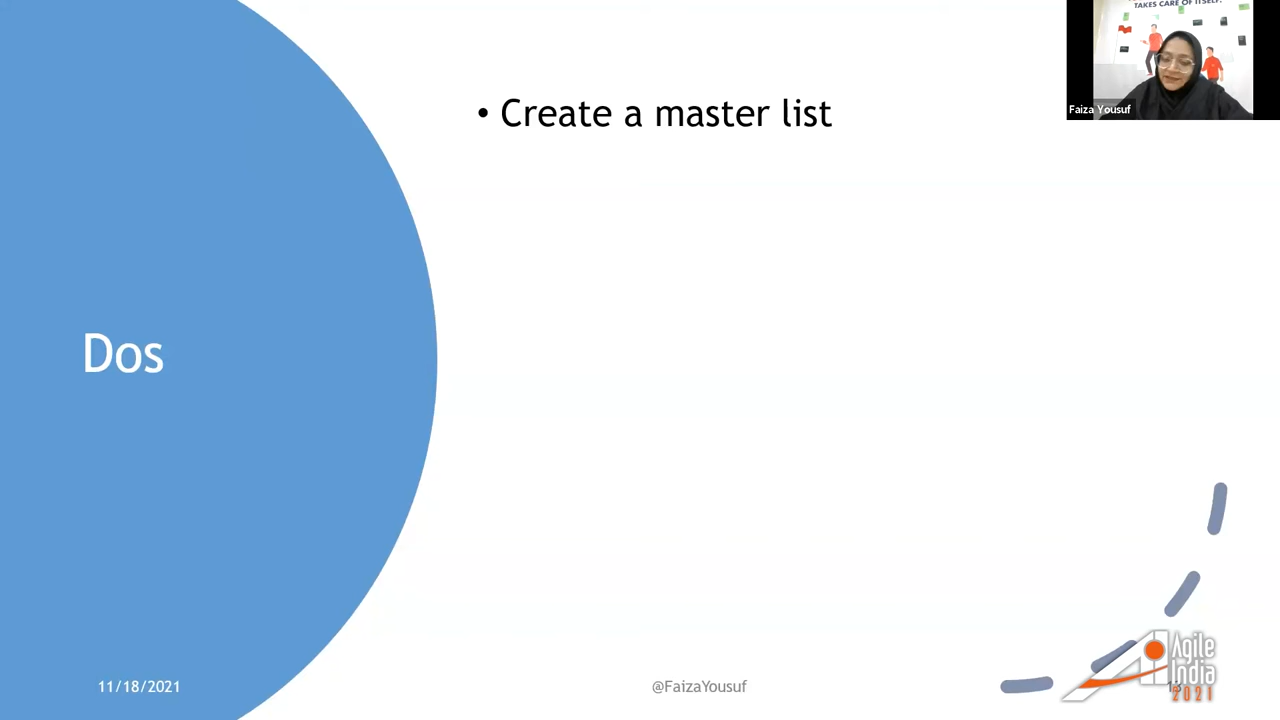 TAKES CARE OF ITSELF.
Faiza Yousuf
• Create a master list
Dos
11/18/2021
@FaizaYousuf
Agile
India
2021